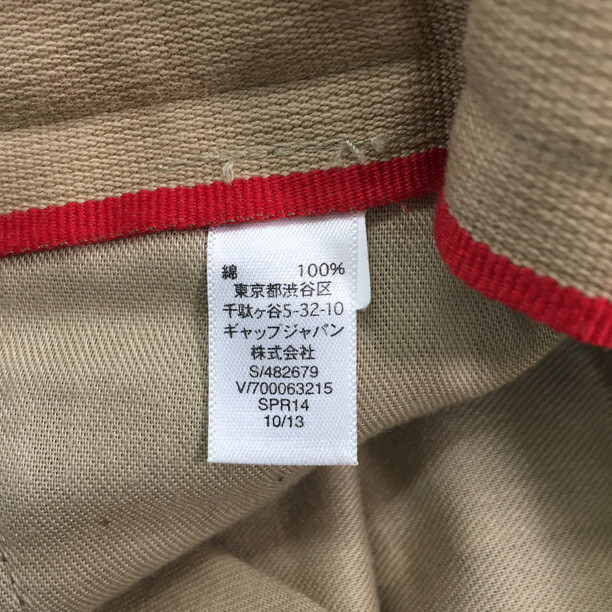 綿 100%
東京都渋谷区
千駄ヶ谷5-32-10
ギャップジャパン
株式会社
S/482679
V/700063215
SPR14
10/13